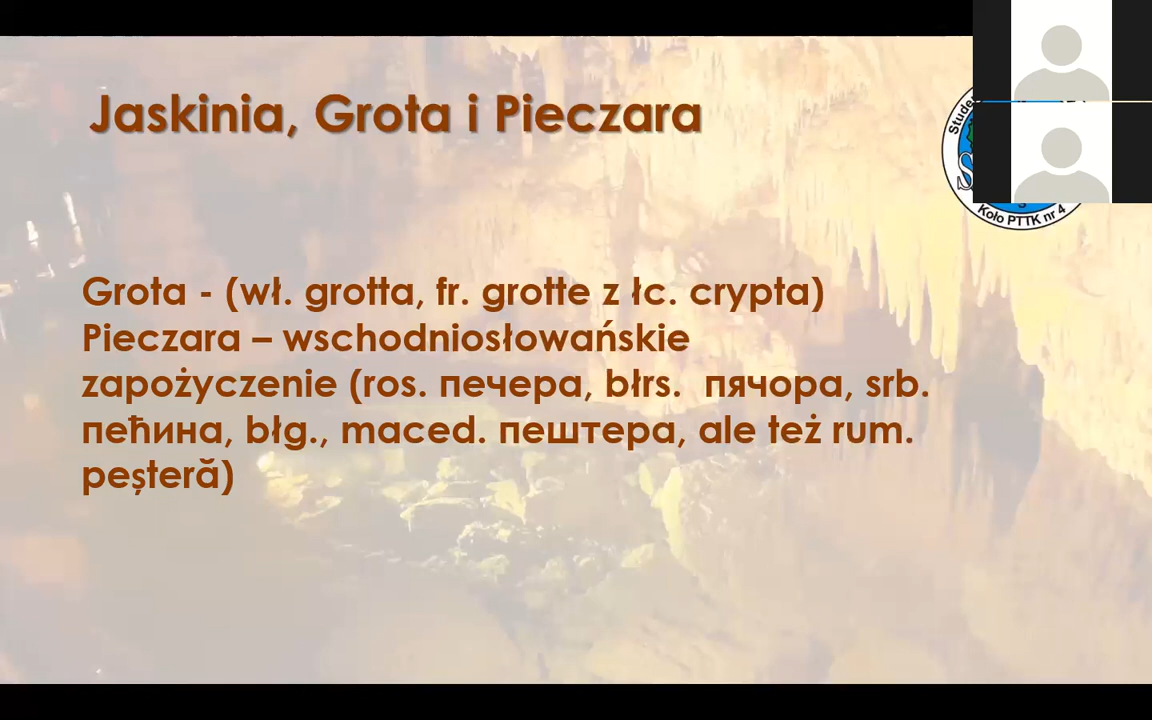 Jaskinia, Grota i Pieczara
Grota - (wł. grotta, fr. grotte z łc. crypta)
Pieczara – wschodniosłowańskie
zapożyczenie (ros. печера, błrs. пячора, srb.
пећина, błg., maced. пештера, ale też rum.
peșteră)
Koło PTTK nr 4